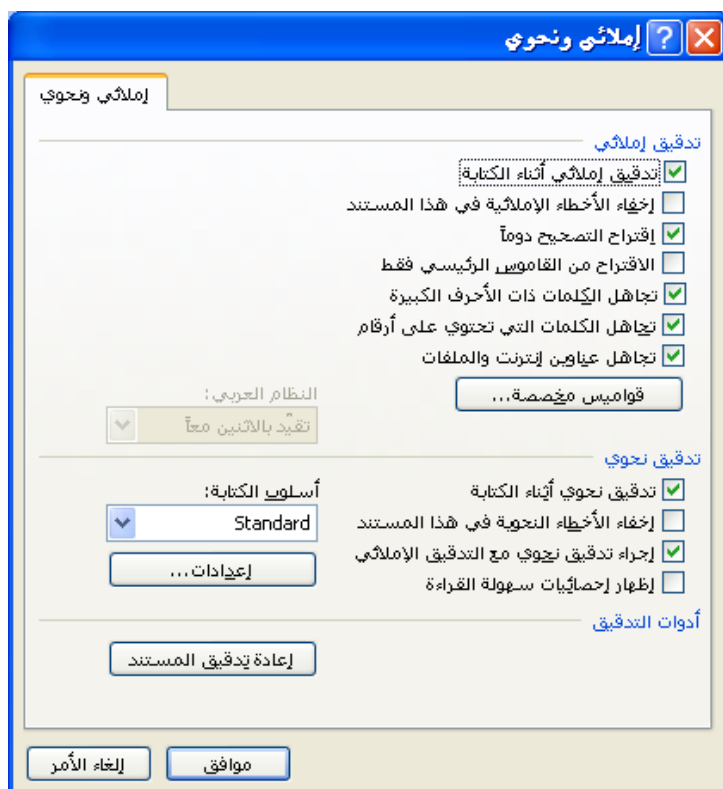 إملائي ونحوي
إملائي ونحوي
تدقيق إملائي
تدقيق إملائي أثناء الكتابة
إخفاء الأخطاء الإملائية في هذا المستند
إقتراح التصحيح دوماً
الاقتراح من القاموس الرئيسي فقط
تجاهل الكلمات ذات الأحرف الكبيرة
تجاهل الكلمات التي تحتوي على أرقام
تجاهل عناوين إنترنت والملفات
قواميس مخصصة...
النظام العربي:
تقيّد بالاثنين معاً
تدقيق نحوي
تدقيق نحوي أثناء الكتابة
إخفاء الأخطاء النحوية في هذا المستند
إجراء تدقيق نحوي مع التدقيق الإملائي
إظهار إحصائيات سهولة القراءة
أسلوب الكتابة:
Standard
إعدادات...
أدوات التدقيق
إعادة تدقيق المستند
موافق
إلغاء الأمر